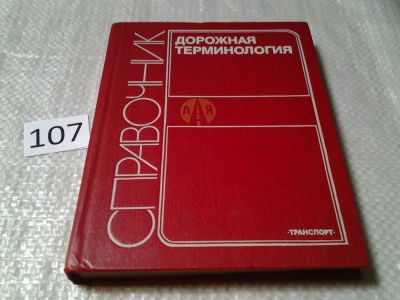 СПРАВОЧНИК
ДОРОЖНАЯ
ТЕРМИНОЛОГИЯ
А Я
·ТРАНСПОРТ·
107